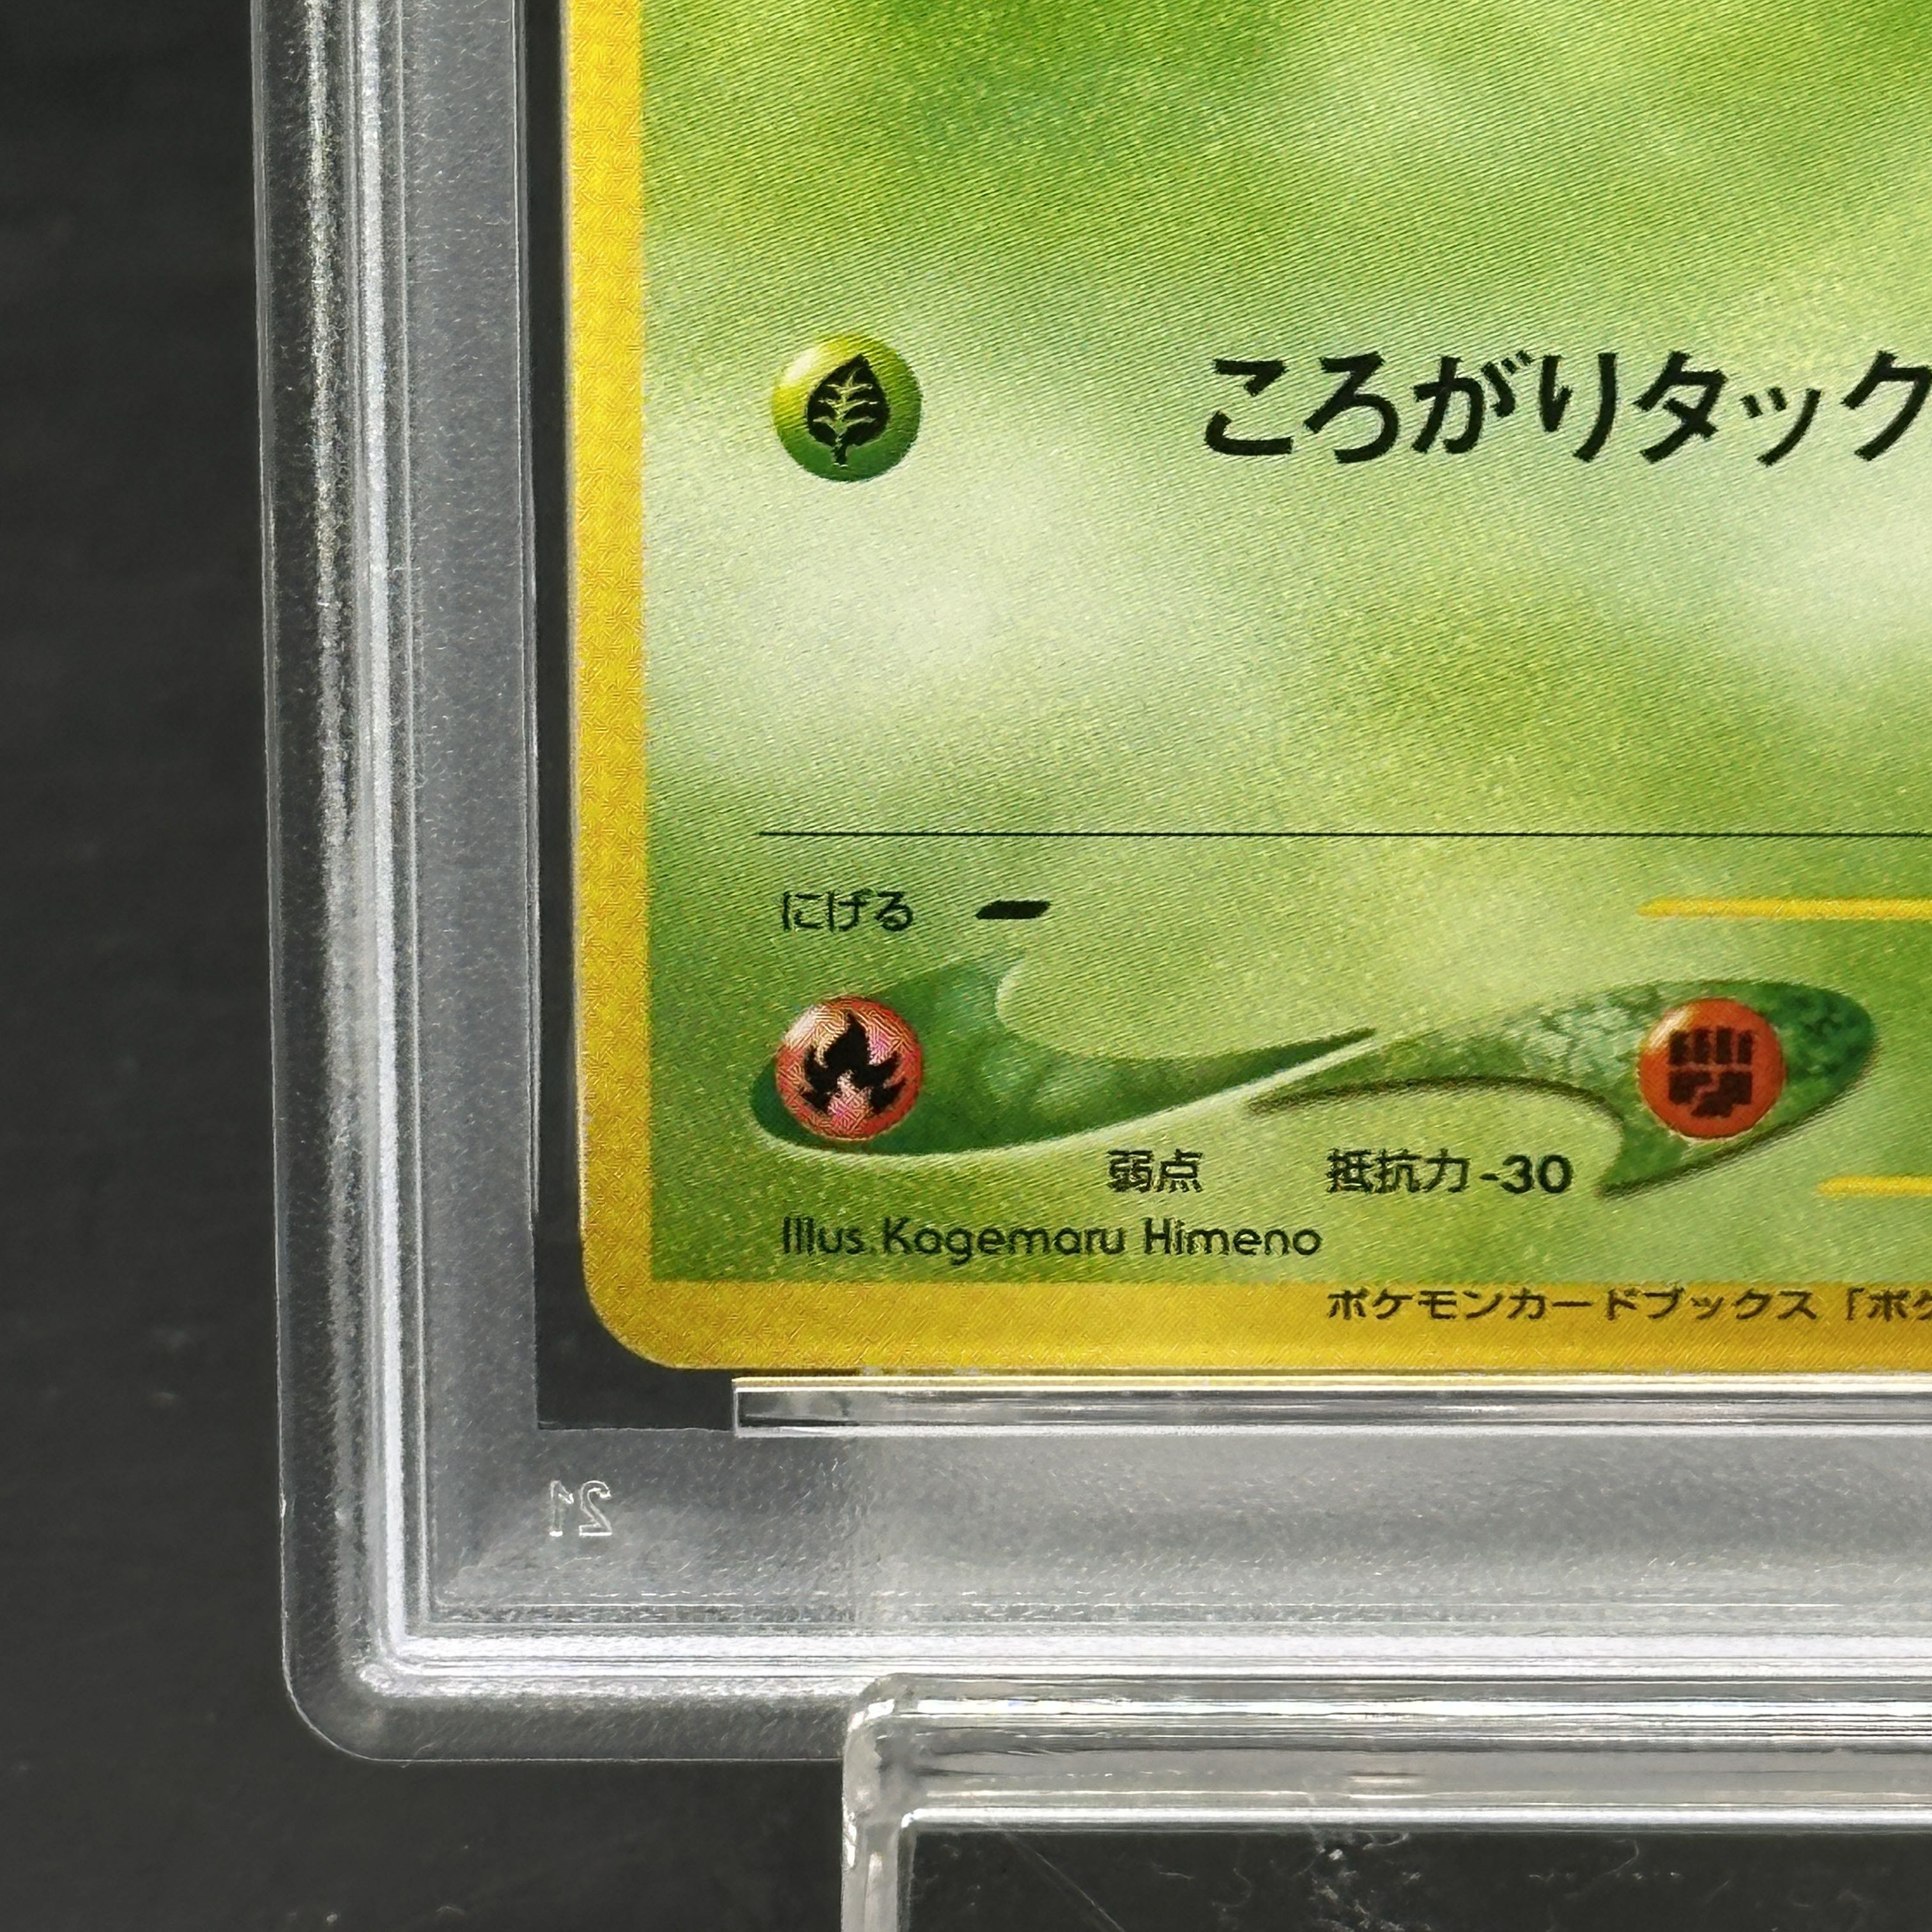 ころがりタック
にげる
弱点 抵抗力 -30
Illus. Kagemaru Himeno
ポケモンカードブックス「ポケ
21